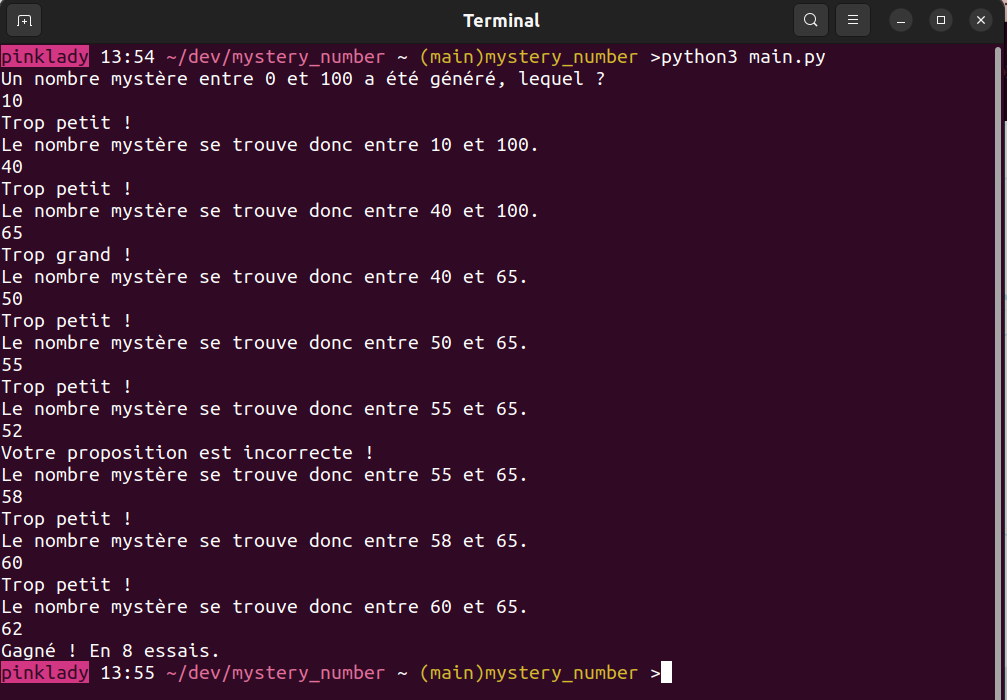 Terminal
pinklady 13:54 ~/dev/mystery_number ~ (main)mystery_number >python3 main.py
Un nombre mystère entre 0 et 100 a été généré, lequel ?
10
Trop petit !
Le nombre mystère se trouve donc entre 10 et 100.
40
Trop petit !
Le nombre mystère se trouve donc entre 40 et 100.
65
Trop grand !
Le nombre mystère se trouve donc entre 40 et 65.
50
Trop petit !
Le nombre mystère se trouve donc entre 50 et 65.
55
Trop petit !
Le nombre mystère se trouve donc entre 55 et 65.
52
Votre proposition est incorrecte !
Le nombre mystère se trouve donc entre 55 et 65.
58
Trop petit !
Le nombre mystère se trouve donc entre 58 et 65.
60
Trop petit !
Le nombre mystère se trouve donc entre 60 et 65.
62
Gagné ! En 8 essais.
pinklady 13:55 ~/dev/mystery_number ~ (main)mystery_number >